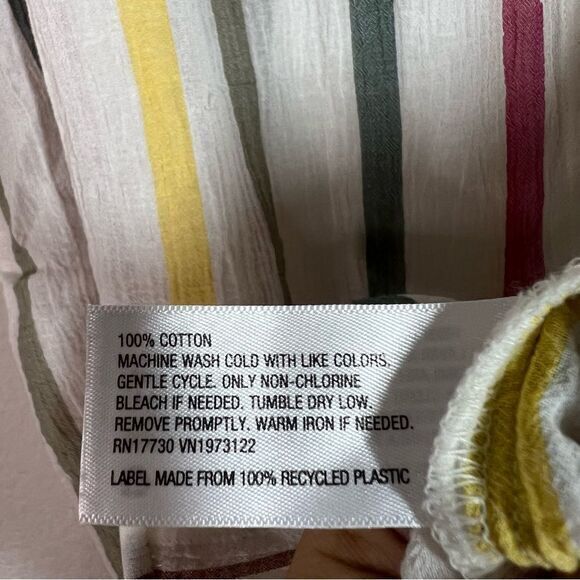 100% COTTON
MACHINE WASH COLD WITH LIKE COLORS.
GENTLE CYCLE. ONLY NON-CHLORINE
BLEACH IF NEEDED. TUMBLE DRY LOW.
REMOVE PROMPTLY. WARM IRON IF NEEDED.
RN17730 VN1973122
LABEL MADE FROM 100% RECYCLED PLASTIC